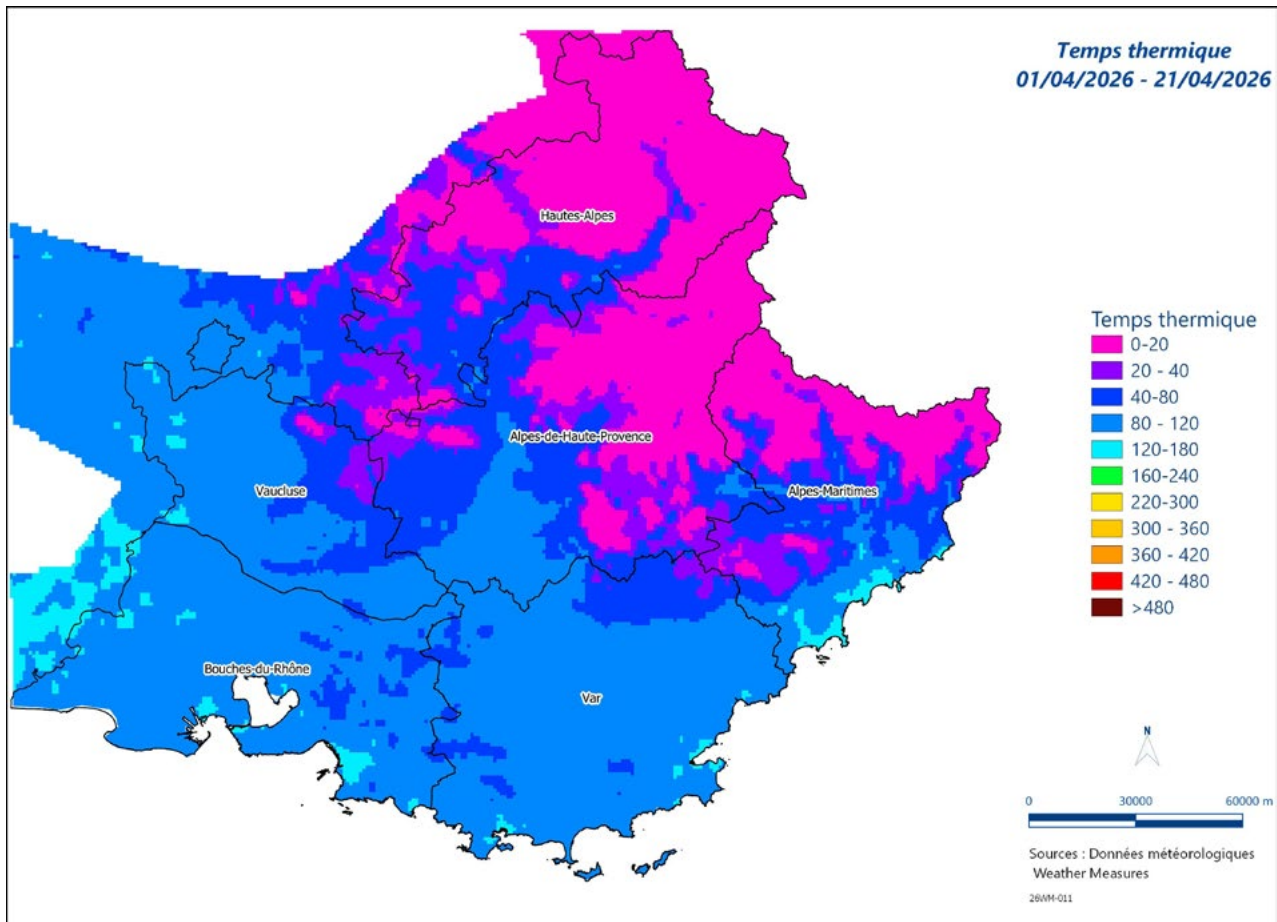 Temps thermique
01/04/2026 - 21/04/2026
Hautes-Alpes
Alpes-de-Haute-Provence
Vaucluse
Alpes-Maritimes
Bouches-du-Rhône
Var
Temps thermique
0-20
20 - 40
40-80
80 - 120
120-180
160-240
220-300
300 - 360
360 - 420
420 - 480
>480
N
0 30000 60000 m
Sources : Données météorologiques
Weather Measures
26WM-011